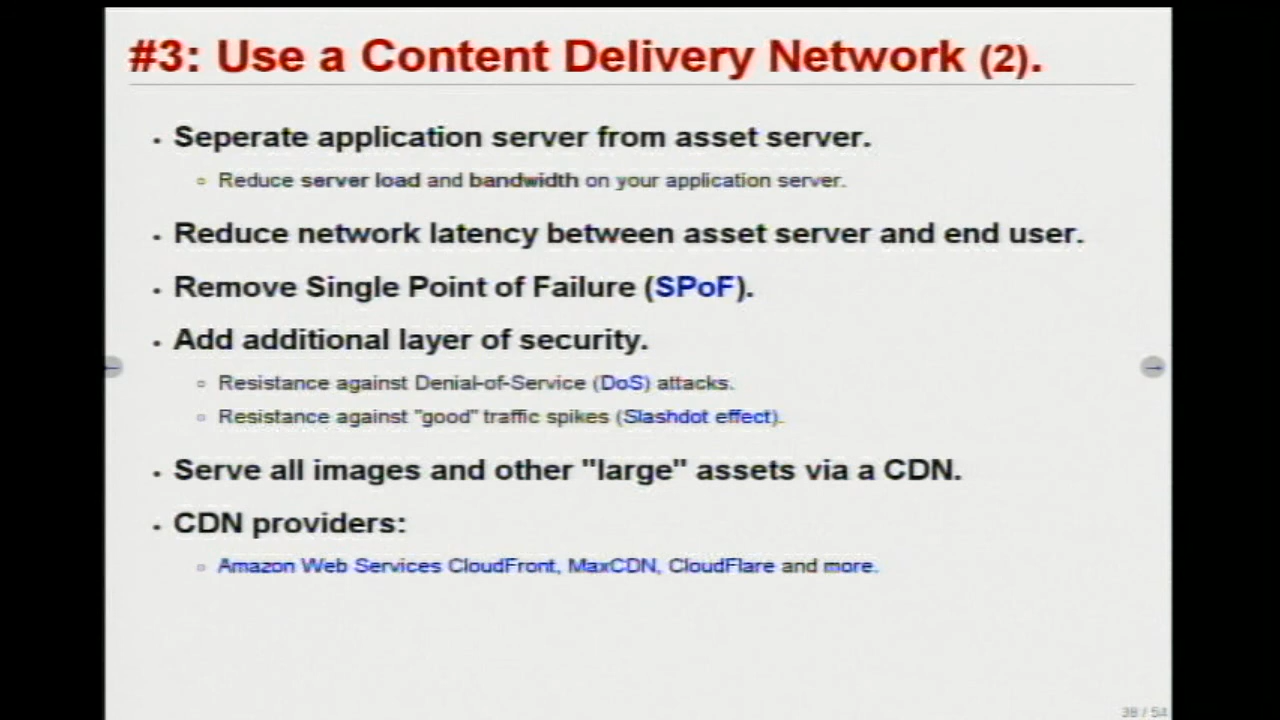 #3: Use a Content Delivery Network (2).
• Seperate application server from asset server.
○ Reduce server load and bandwidth on your application server.
• Reduce network latency between asset server and end user.
• Remove Single Point of Failure (SPoF).
• Add additional layer of security.
← →
○ Resistance against Denial-of-Service (DoS) attacks.
○ Resistance against "good" traffic spikes (Slashdot effect).
• Serve all images and other "large" assets via a CDN.
• CDN providers:
○ Amazon Web Services CloudFront, MaxCDN, CloudFlare and more.
38 / 54